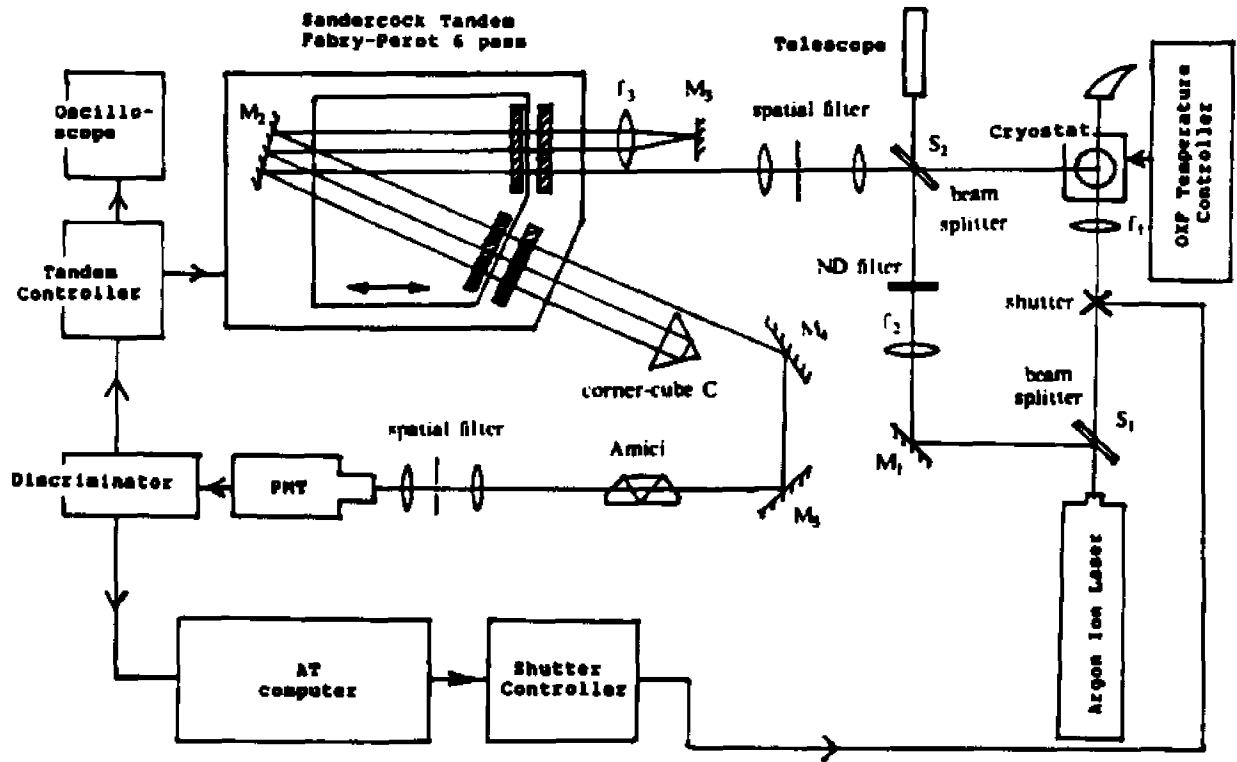 Sandercock Tandem
Fabry-Perot 6 pass
Telescope
Oscillo-
scope
M2
f3
M3
spatial filter
S2
Cryostat
OXF Temperature
Controller
beam
splitter
f1
Tandem
Controller
ND filter
shutter
f2
M4
corner-cube C
beam
splitter
S1
spatial filter
Amici
M1
Discriminator
PMT
M5
Argon Ion Laser
AT
computer
Shutter
Controller